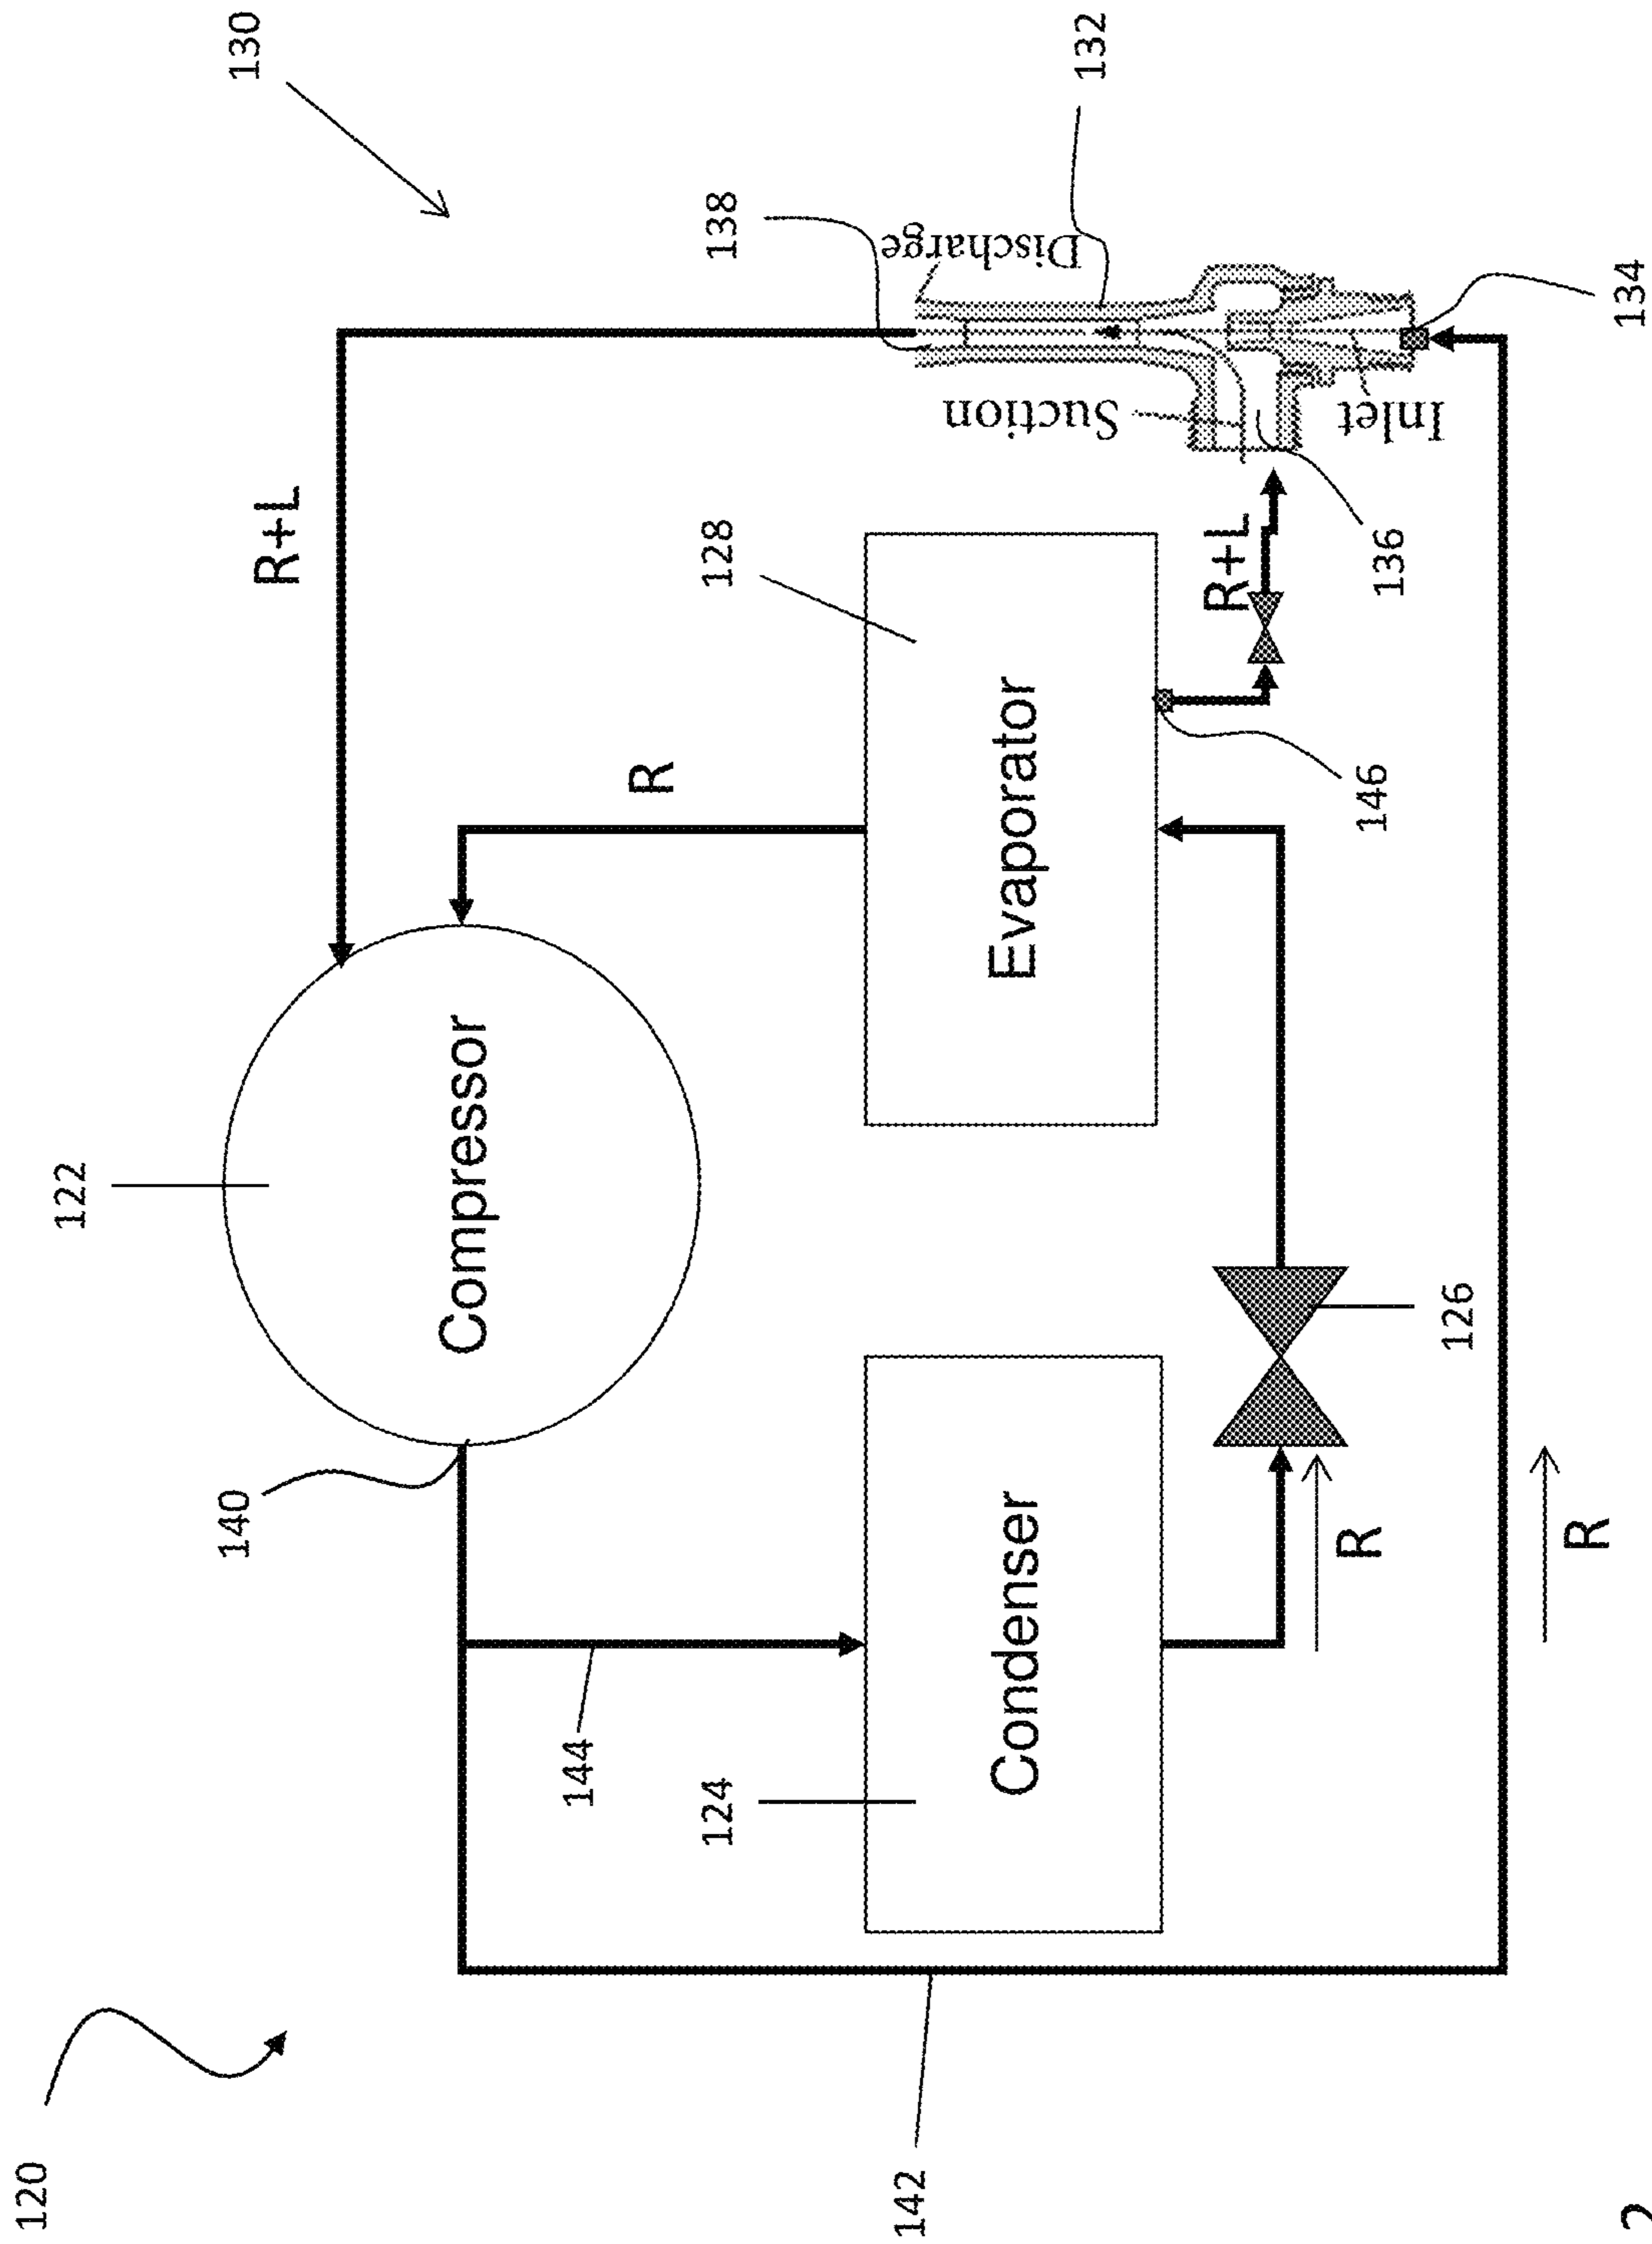 120
122
140
130
R+L
Compressor
144
R
124
128
138
142
Discharge
Condenser
Evaporator
Suction
132
R+L
R
146
136
Inlet
126
R
134
2